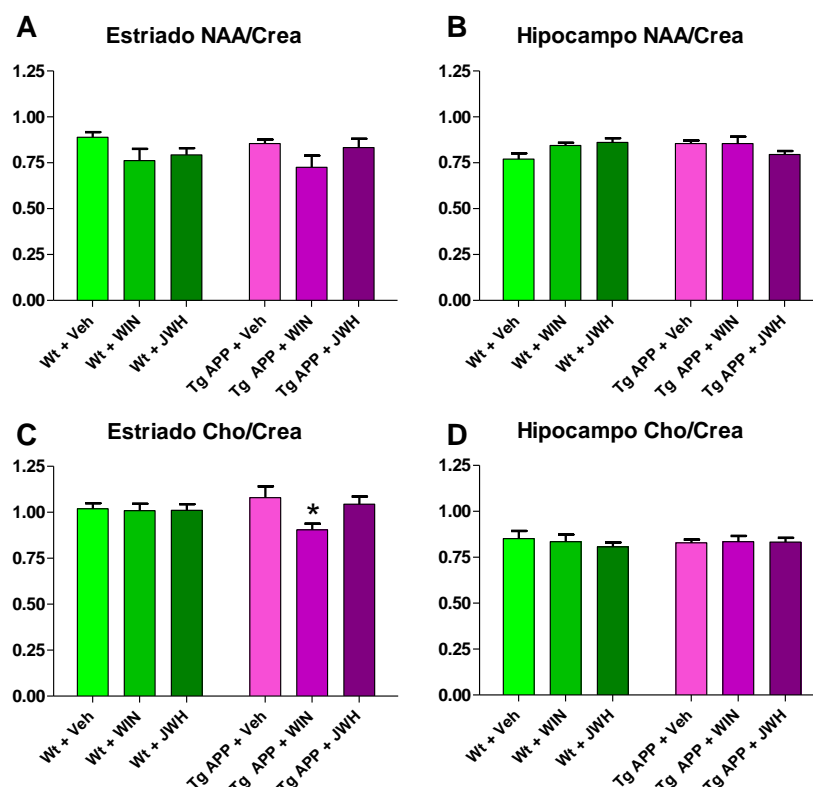 A
Estriado NAA/Crea
1.25
1.00
0.75
0.50
0.25
0.00
Wt + Veh
Wt + WIN
Wt + JWH
Tg APP + Veh
Tg APP + WIN
Tg APP + JWH
B
Hipocampo NAA/Crea
1.25
1.00
0.75
0.50
0.25
0.00
Wt + Veh
Wt + WIN
Wt + JWH
Tg APP + Veh
Tg APP + WIN
Tg APP + JWH
C
Estriado Cho/Crea
1.25
1.00
0.75
0.50
0.25
0.00
*
Wt + Veh
Wt + WIN
Wt + JWH
Tg APP + Veh
Tg APP + WIN
Tg APP + JWH
D
Hipocampo Cho/Crea
1.25
1.00
0.75
0.50
0.25
0.00
Wt + Veh
Wt + WIN
Wt + JWH
Tg APP + Veh
Tg APP + WIN
Tg APP + JWH